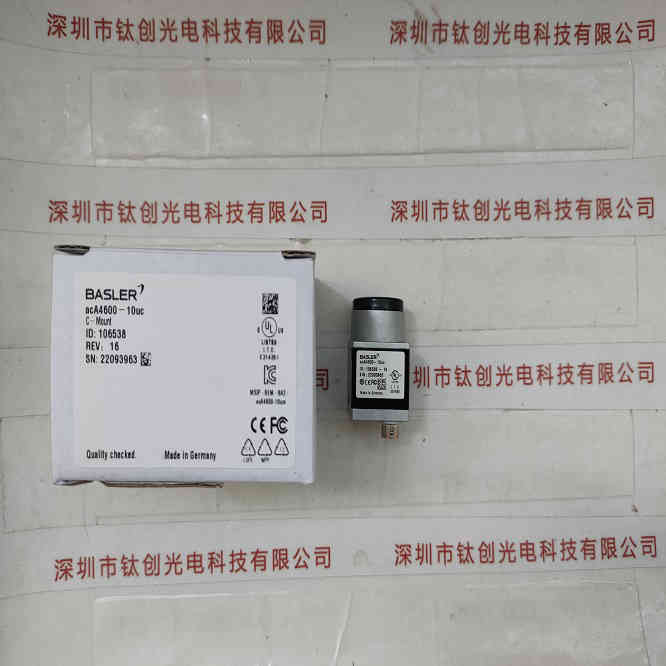 深圳市钛创光电科技有限公司
深圳市钛创光电科技有限公司
深圳市钛创光电科技有限公司
深圳市钛创光电科技有限公司
BASLER
acA4600-10uc
C-Mount
ID: 106538
REV: 16
SN: 22093963
UL
LISTED
I.T.E.
CE FC
Quality checked.
Made in Germany
BASLER
acA4600-10uc
深圳市钛创光电科技有限公司
深圳市钛创光电科技有限公司
深圳市钛创光电科技有限公司